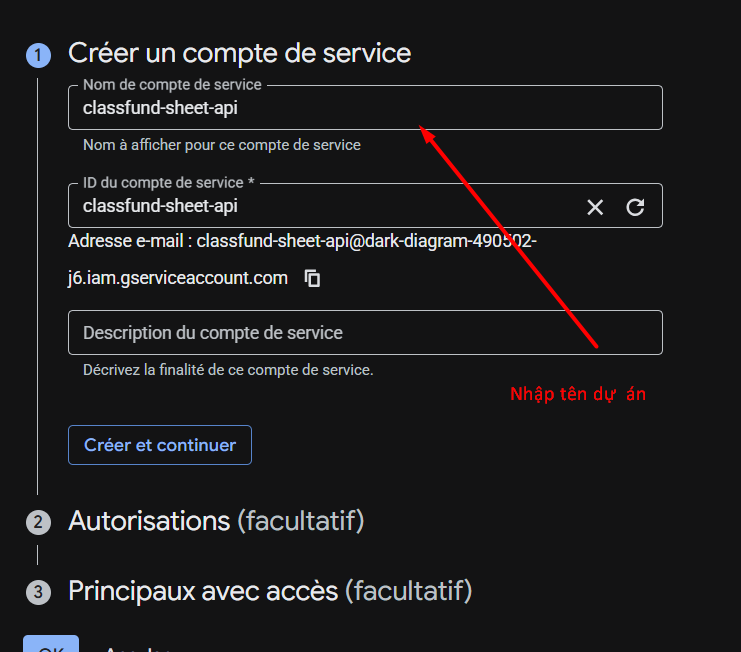 1
Créer un compte de service
Nom de compte de service
classfund-sheet-api
Nom à afficher pour ce compte de service
ID du compte de service *
classfund-sheet-api
Adresse e-mail : classfund-sheet-api@dark-diagram-490502-
j6.iam.gserviceaccount.com
Description du compte de service
Décrivez la finalité de ce compte de service.
Nhập tên dự án
Créer et continuer
2
Autorisations (facultatif)
3
Principaux avec accès (facultatif)
OK